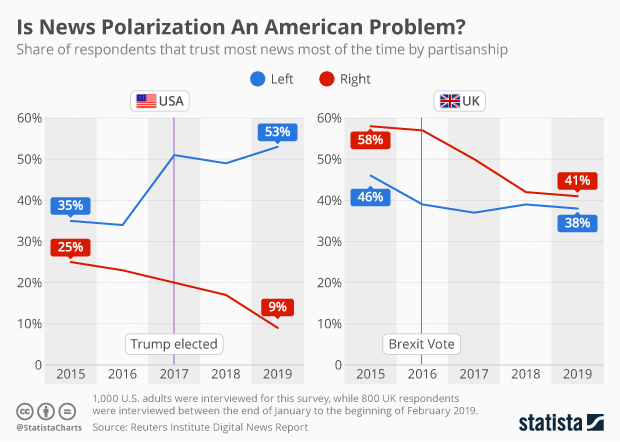 Is News Polarization An American Problem?
Share of respondents that trust most news most of the time by partisanship
Left Right
USA
60%
50%
40%
30%
20%
10%
0
35%
25%
53%
9%
Trump elected
2015 2016 2017 2018 2019
UK
60%
50%
40%
30%
20%
10%
0
58%
46%
41%
38%
Brexit Vote
2015 2016 2017 2018 2019
@StatistaCharts
1,000 U.S. adults were interviewed for this survey, while 800 UK respondents
were interviewed between the end of January to the beginning of February 2019.
Source: Reuters Institute Digital News Report
statista